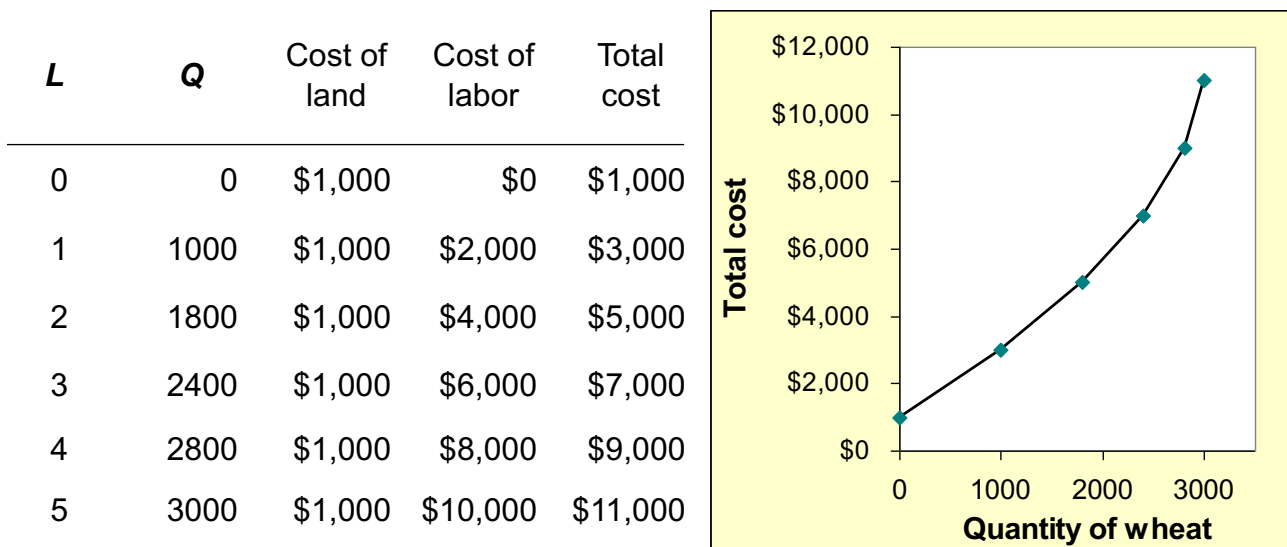 L Q Cost of land Cost of labor Total cost
0 0 $1,000 $0 $1,000
1 1000 $1,000 $2,000 $3,000
2 1800 $1,000 $4,000 $5,000
3 2400 $1,000 $6,000 $7,000
4 2800 $1,000 $8,000 $9,000
5 3000 $1,000 $10,000 $11,000
Total cost
$12,000
$10,000
$8,000
$6,000
$4,000
$2,000
$0
0 1000 2000 3000
Quantity of wheat